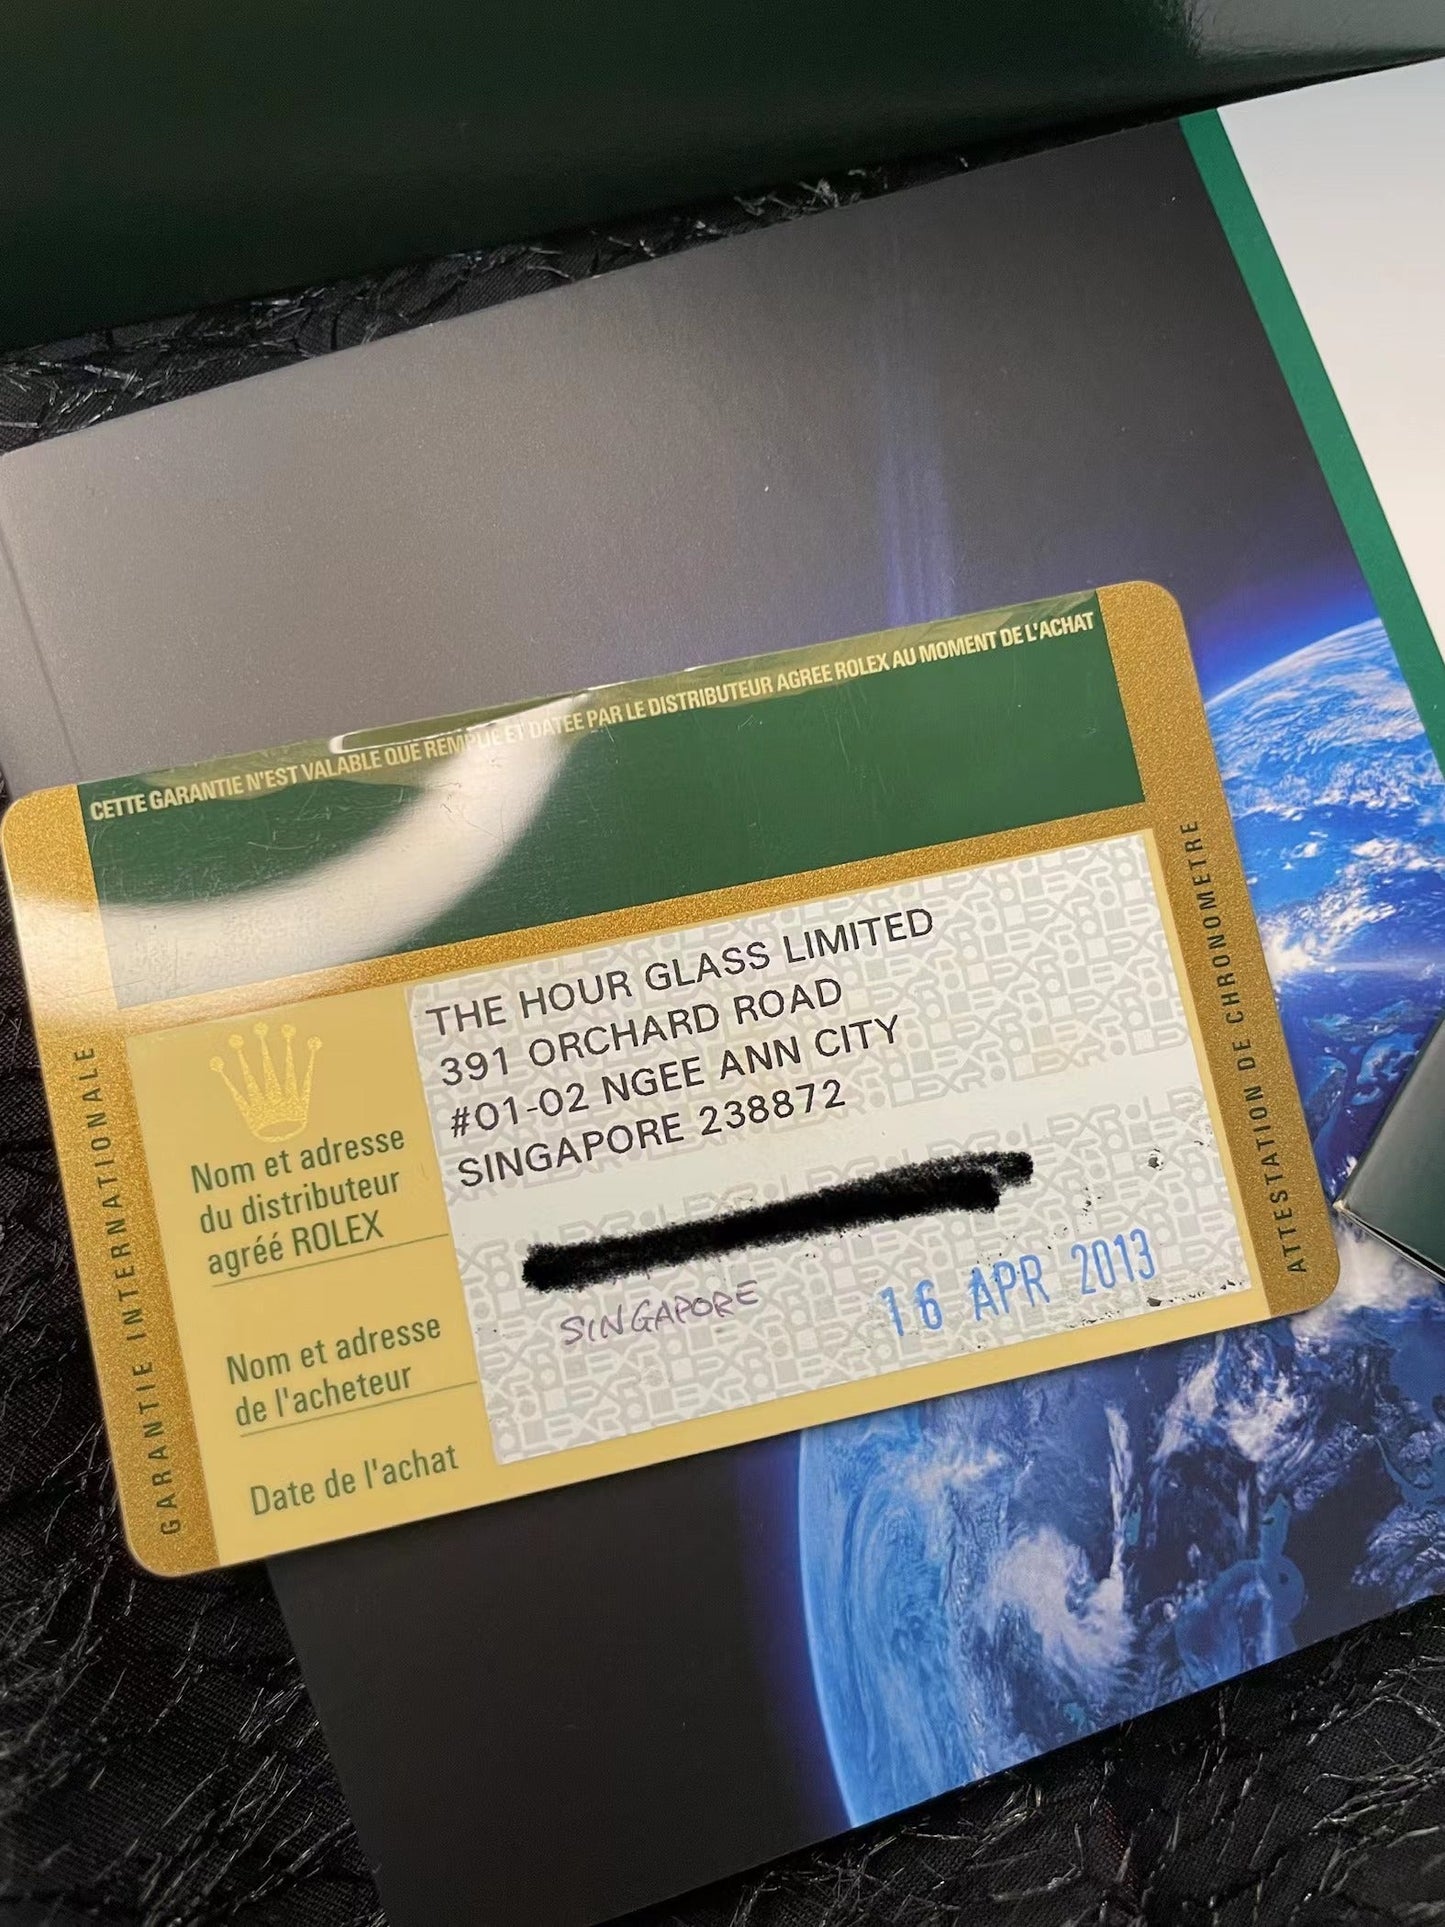 CETTE GARANTIE N'EST VALABLE QUE REMPLIE ET DATEE PAR LE DISTRIBUTEUR AGREE ROLEX AU MOMENT DE L'ACHAT
GARANTIE INTERNATIONALE
Nom et adresse
du distributeur
agréé ROLEX
THE HOUR GLASS LIMITED
391 ORCHARD ROAD
#01-02 NGEE ANN CITY
SINGAPORE 238872
Nom et adresse
de l'acheteur
SINGAPORE
Date de l'achat
16 APR 2013
ATTESTATION DE CHRONOMETRE